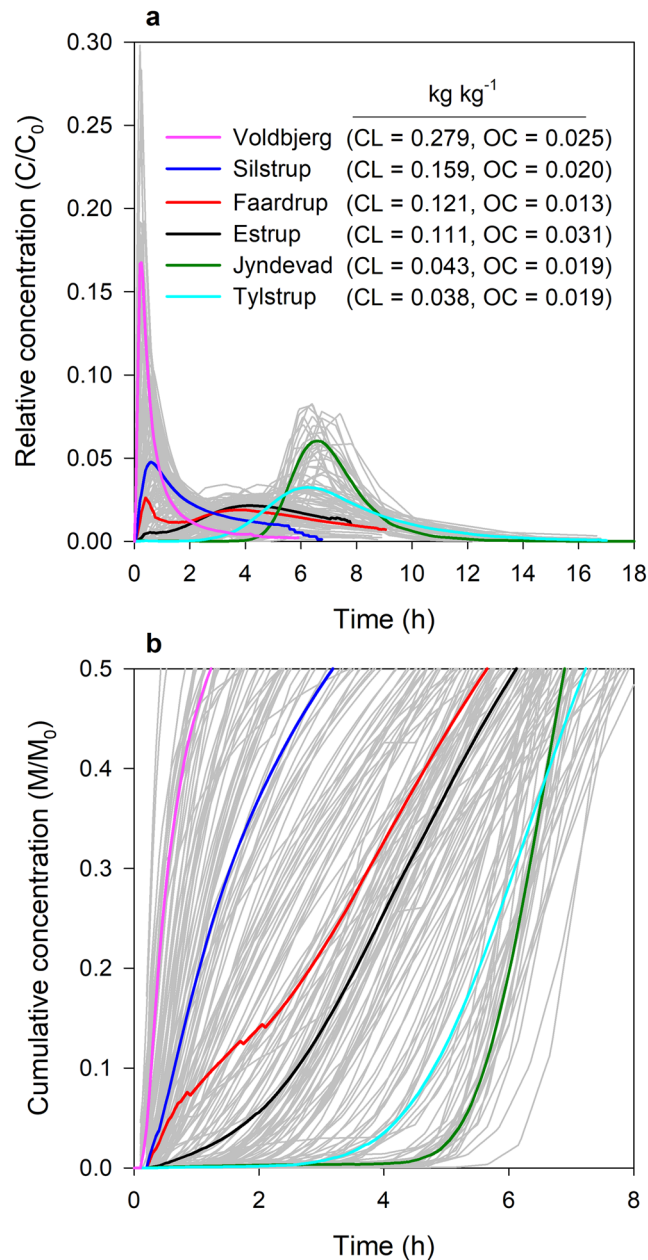 a
0.30
kg kg-1
Voldbjerg (CL = 0.279, OC = 0.025)
0.25
Silstrup (CL = 0.159, OC = 0.020)
Faardrup (CL = 0.121, OC = 0.013)
0.20
Estrup (CL = 0.111, OC = 0.031)
Jyndevad (CL = 0.043, OC = 0.019)
0.15
Tylstrup (CL = 0.038, OC = 0.019)
0.10
0.05
0.00
Relative concentration (C/C0)
0 2 4 6 8 10 12 14 16 18
Time (h)
b
0.5
0.4
0.3
0.2
0.1
0.0
Cumulative concentration (M/M0)
0 2 4 6 8
Time (h)